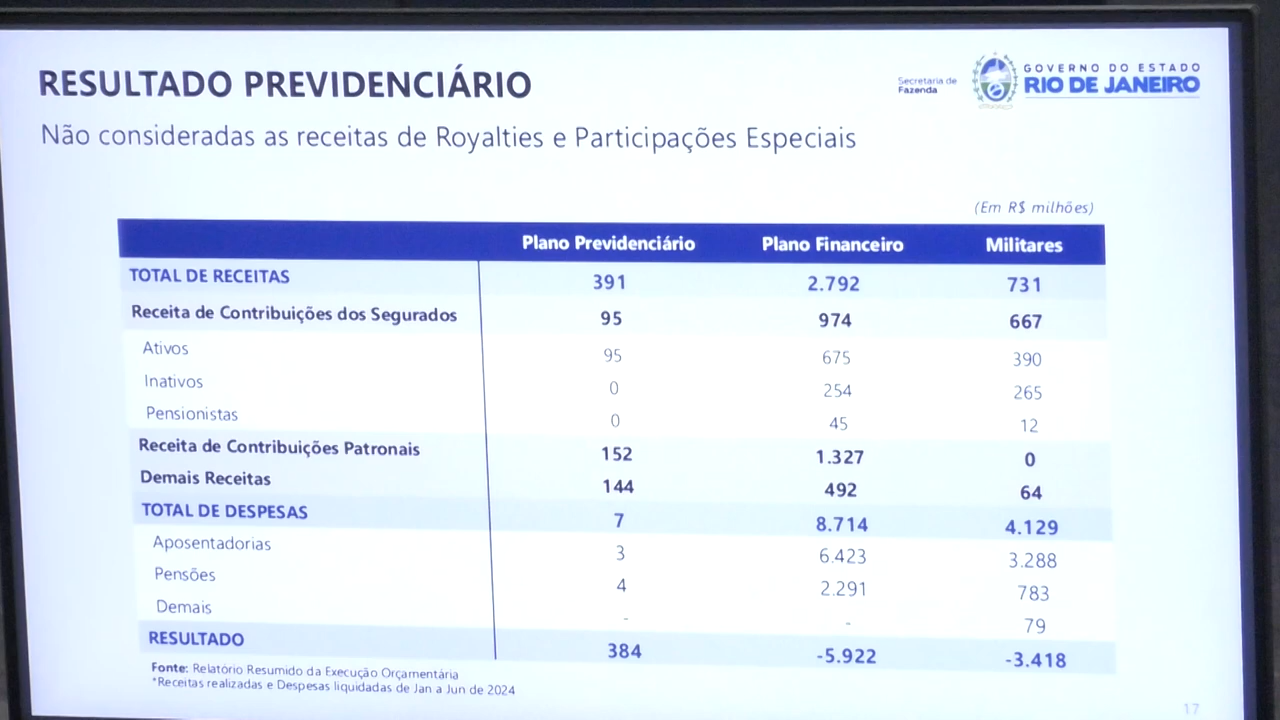 RESULTADO PREVIDENCIÁRIO
Secretaria de
Fazenda
GOVERNO DO ESTADO
RIO DE JANEIRO
Não consideradas as receitas de Royalties e Participações Especiais
(Em R$ milhões)
Plano Previdenciário Plano Financeiro Militares
TOTAL DE RECEITAS 391 2.792 731
Receita de Contribuições dos Segurados 95 974 667
Ativos 95 675 390
Inativos 0 254 265
Pensionistas 0 45 12
Receita de Contribuições Patronais 152 1.327 0
Demais Receitas 144 492 64
TOTAL DE DESPESAS 7 8.714 4.129
Aposentadorias 3 6.423 3.288
Pensões 4 2.291 783
Demais - - 79
RESULTADO 384 -5.922 -3.418
Fonte: Relatório Resumido da Execução Orçamentária
*Receitas realizadas e Despesas liquidadas de Jan a Jun de 2024
17